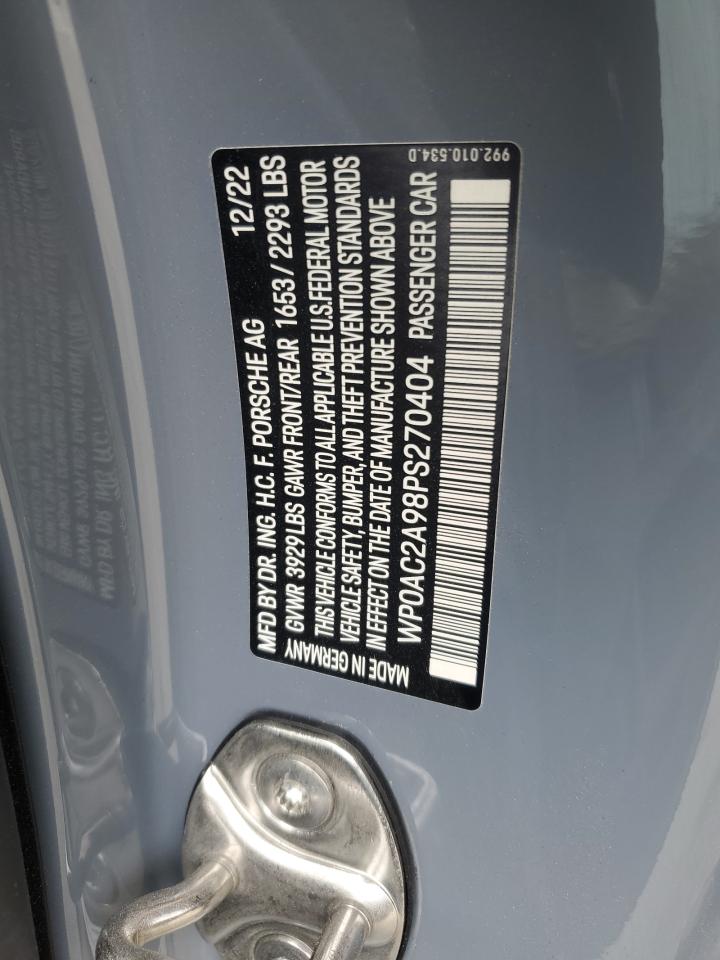 MFD BY DR. ING. H.C. F. PORSCHE AG 12/22
GVWR 3929 LBS GAWR FRONT/REAR 1653 / 2293 LBS
THIS VEHICLE CONFORMS TO ALL APPLICABLE U.S.FEDERAL MOTOR
VEHICLE SAFETY, BUMPER, AND THEFT PREVENTION STANDARDS
IN EFFECT ON THE DATE OF MANUFACTURE SHOWN ABOVE
MADE IN GERMANY WP0AC2A98PS270404 PASSENGER CAR
992.010.534.D